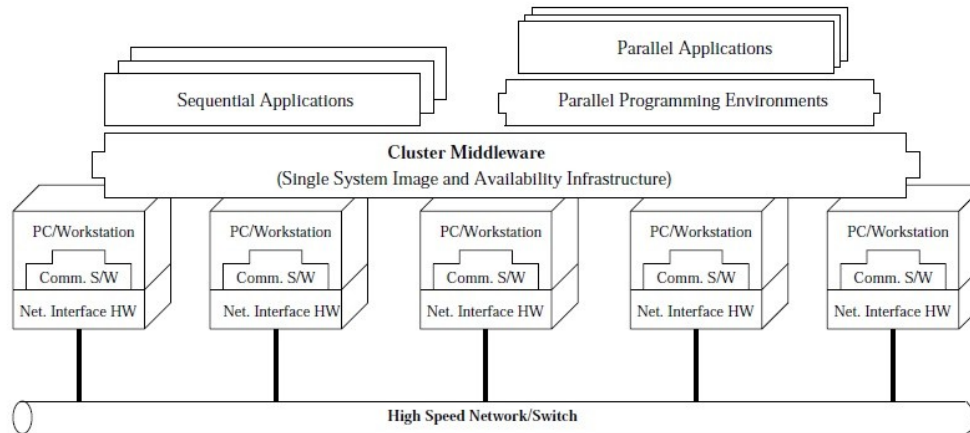 Parallel Applications
Sequential Applications
Parallel Programming Environments
Cluster Middleware
(Single System Image and Availability Infrastructure)
PC/Workstation
Comm. S/W
Net. Interface HW
PC/Workstation
Comm. S/W
Net. Interface HW
PC/Workstation
Comm. S/W
Net. Interface HW
PC/Workstation
Comm. S/W
Net. Interface HW
PC/Workstation
Comm. S/W
Net. Interface HW
High Speed Network/Switch